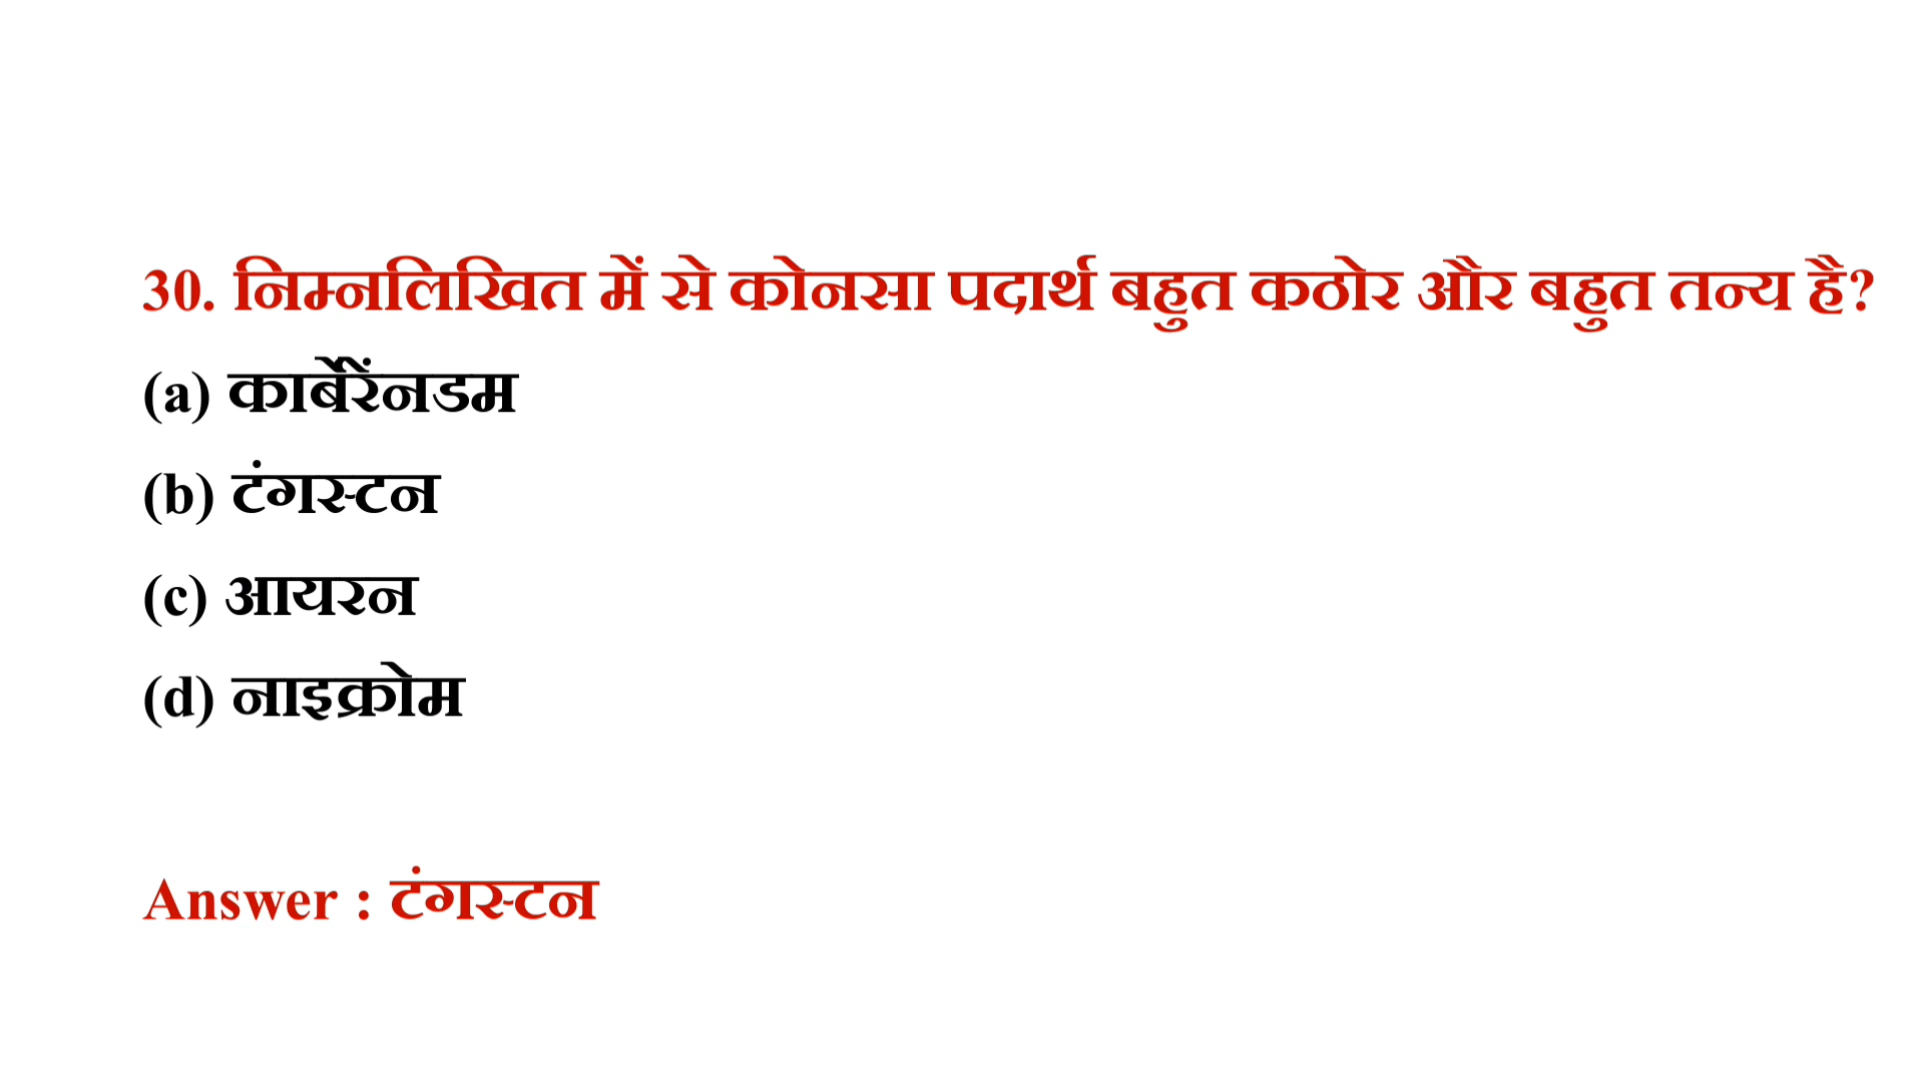 30. निम्नलिखित में से कोनसा पदार्थ बहुत कठोर और बहुत तन्य है?
(a) कार्बेरेंनडम
(b) टंगस्टन
(c) आयरन
(d) नाइक्रोम
Answer : टंगस्टन